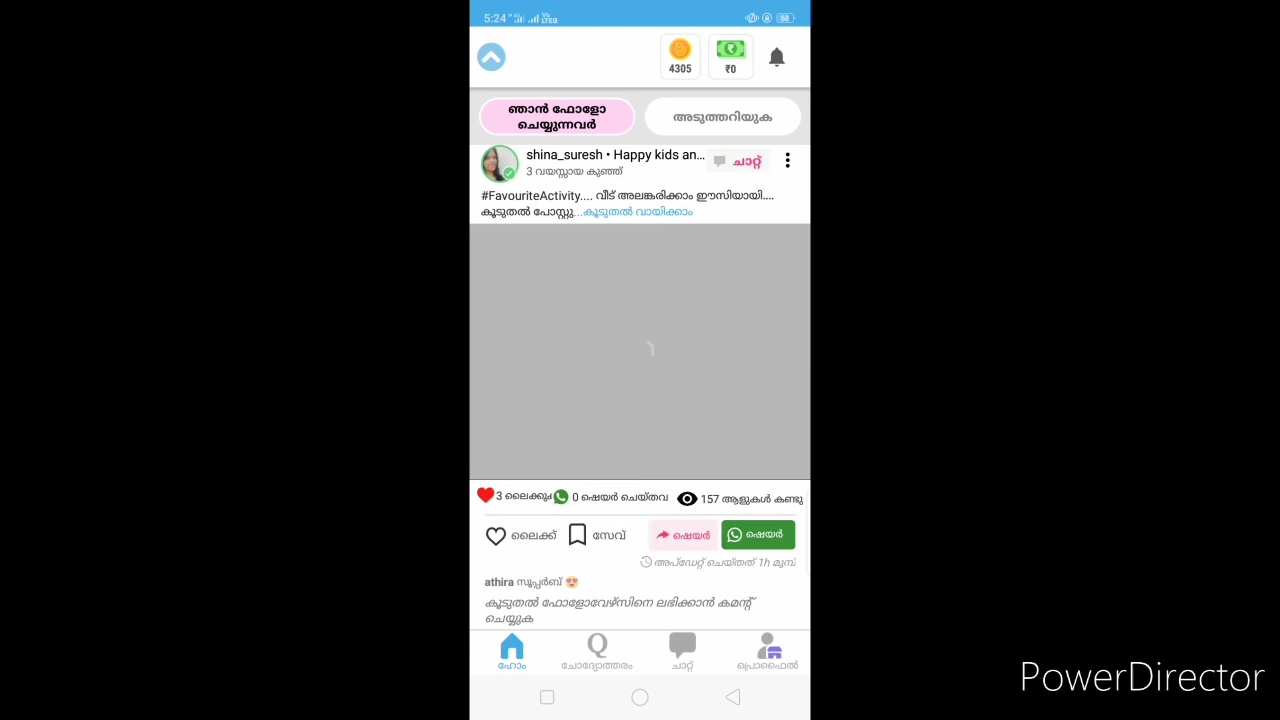 5:24
68
4305
₹0
ഞാൻ ഫോളോ
ചെയ്യുന്നവർ
അടുത്തറിയുക
shina_suresh • Happy kids an...
ചാറ്റ്
3 വയസ്സായ കുഞ്ഞ്
#FavouriteActivity.... വീട് അലങ്കരിക്കാം ഈസിയായി....
കൂടുതൽ പോസ്റ്റു...കൂടുതൽ വായിക്കാം
3 ലൈക്കുക
0 ഷെയർ ചെയ്തവ
157 ആളുകൾ കണ്ടു
ലൈക്ക്
സേവ്
ഷെയർ
ഷെയർ
അപ്ഡേറ്റ് ചെയ്തത് 1h മുമ്പ്
athira സൂപ്പർബ് 😍
കൂടുതൽ ഫോളോവേഴ്സിനെ ലഭിക്കാൻ കമന്റ്
ചെയ്യുക
ഹോം
ചോദ്യോത്തരം
ചാറ്റ്
പ്രൊഫൈൽ
PowerDirector